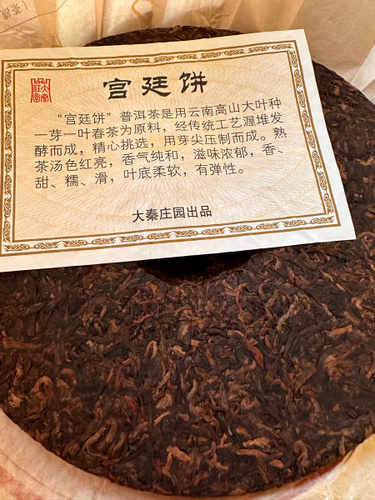 宫廷饼
“宫廷饼”普洱茶是用云南高山大叶种
一芽一叶春茶为原料，经传统工艺渥堆发
酵而成，精心挑选，用芽尖压制而成。熟
茶汤色红亮，香气纯和，滋味浓郁，香、
甜、糯、滑，叶底柔软，有弹性。
大秦庄园出品